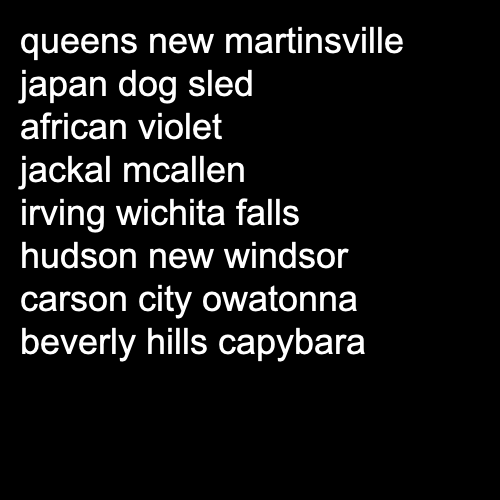 queens new martinsville
japan dog sled
african violet
jackal mcallen
irving wichita falls
hudson new windsor
carson city owatonna
beverly hills capybara